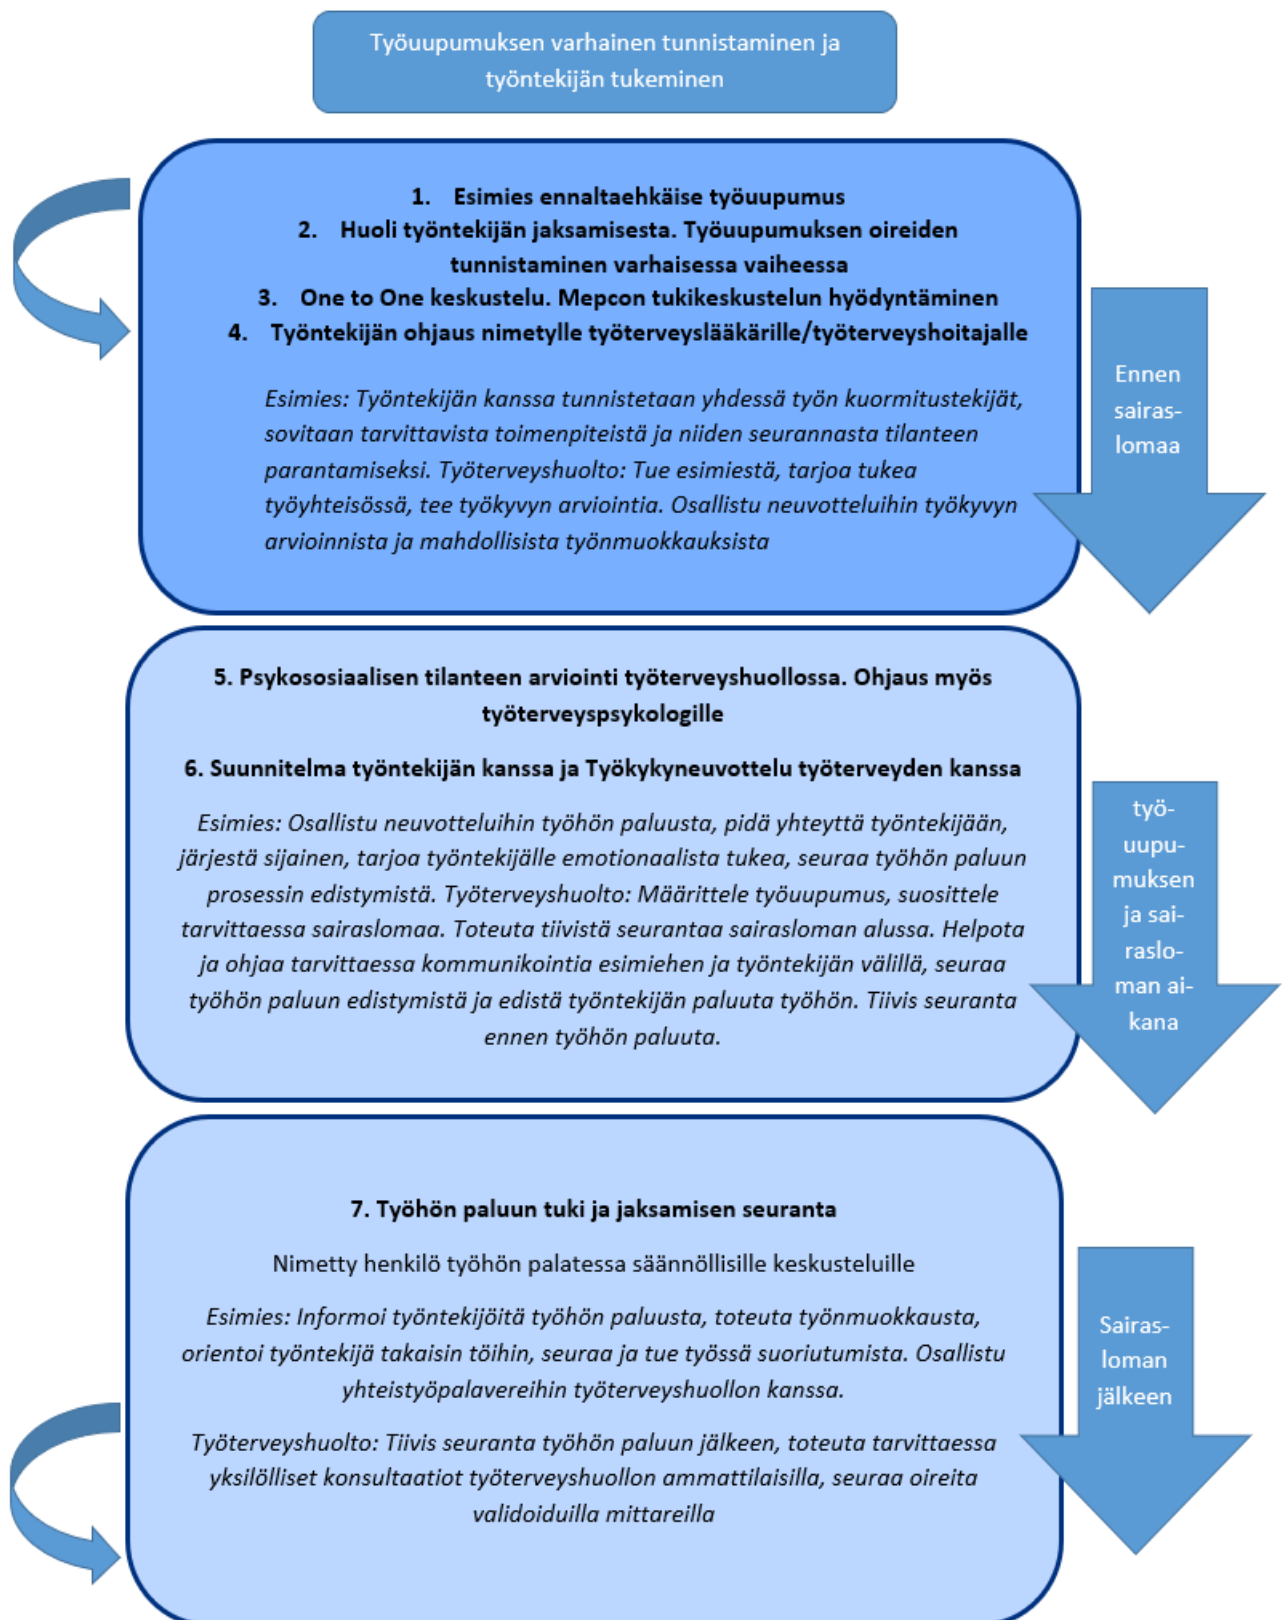 Työuupumuksen varhainen tunnistaminen ja
työntekijän tukeminen
1. Esimies ennaltaehkäise työuupumus
2. Huoli työntekijän jaksamisesta. Työuupumuksen oireiden
tunnistaminen varhaisessa vaiheessa
3. One to One keskustelu. Mepcon tukikeskustelun hyödyntäminen
4. Työntekijän ohjaus nimetylle työterveyslääkärille/työterveyshoitajalle
Esimies: Työntekijän kanssa tunnistetaan yhdessä työn kuormitustekijät,
sovitaan tarvittavista toimenpiteistä ja niiden seurannasta tilanteen
parantamiseksi. Työterveyshuolto: Tue esimiestä, tarjoa tukea
työyhteisössä, tee työkyvyn arviointia. Osallistu neuvotteluihin työkyvyn
arvioinnista ja mahdollisista työnmuokkauksista
Ennen
sairas-
lomaa
5. Psykososiaalisen tilanteen arviointi työterveyshuollossa. Ohjaus myös
työterveyspsykologille
6. Suunnitelma työntekijän kanssa ja Työkykyneuvottelu työterveyden kanssa
Esimies: Osallistu neuvotteluihin työhön paluusta, pidä yhteyttä työntekijään,
järjestä sijainen, tarjoa työntekijälle emotionaalista tukea, seuraa työhön paluun
prosessin edistymistä. Työterveyshuolto: Määrittele työuupumus, suosittele
tarvittaessa sairaslomaa. Toteuta tiivistä seurantaa sairasloman alussa. Helpota
ja ohjaa tarvittaessa kommunikointia esimiehen ja työntekijän välillä, seuraa
työhön paluun edistymistä ja edistä työntekijän paluuta työhön. Tiivis seuranta
ennen työhön paluuta.
työ-
uupu-
muksen
ja sai-
raslo-
man ai-
kana
7. Työhön paluun tuki ja jaksamisen seuranta
Nimetty henkilö työhön palatessa säännöllisille keskusteluille
Esimies: Informoi työntekijöitä työhön paluusta, toteuta työnmuokkausta,
orientoi työntekijä takaisin töihin, seuraa ja tue työssä suoriutumista. Osallistu
yhteistyöpalavereihin työterveyshuollon kanssa.
Työterveyshuolto: Tiivis seuranta työhön paluun jälkeen, toteuta tarvittaessa
yksilölliset konsultaatiot työterveyshuollon ammattilaisilla, seuraa oireita
validoiduilla mittareilla
Sairas-
loman
jälkeen